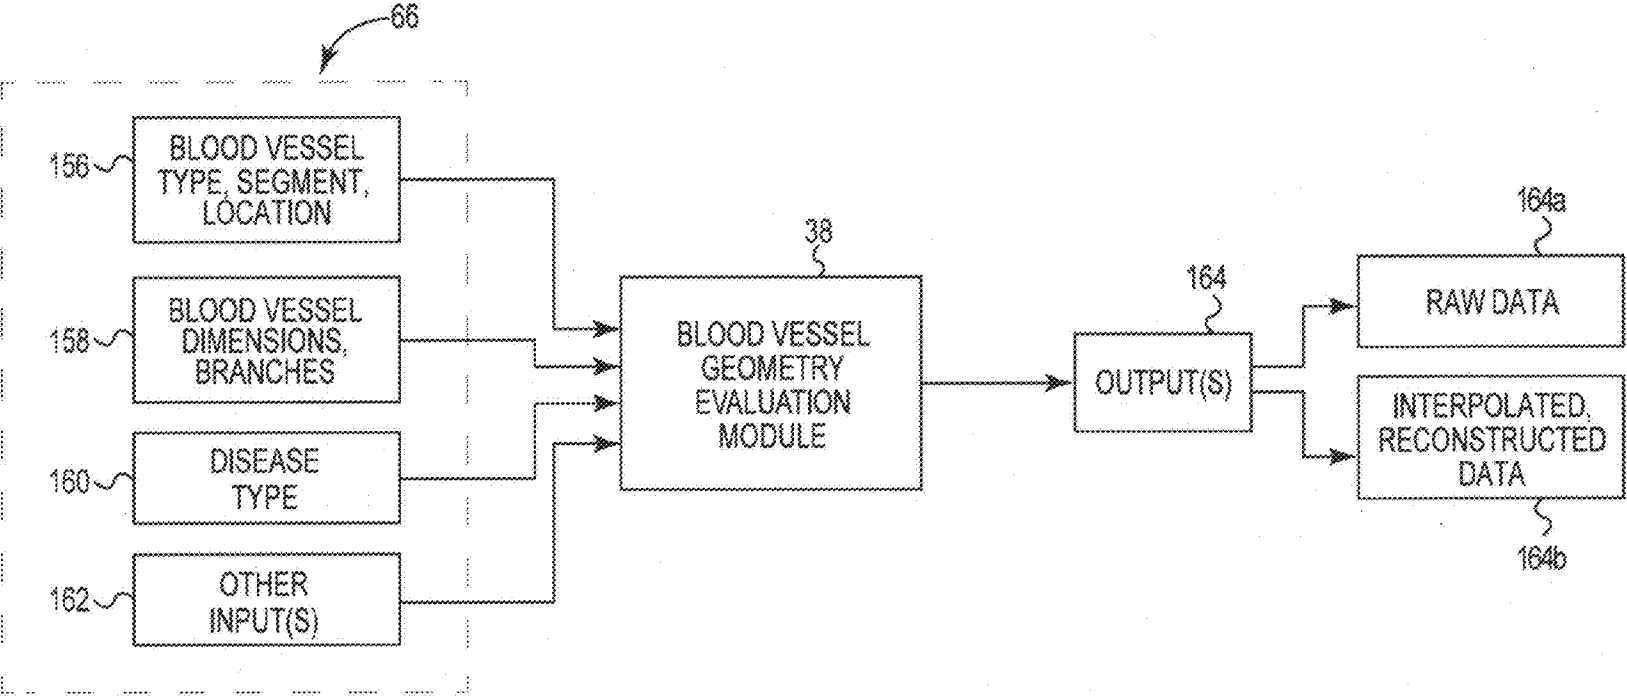 66
156
BLOOD VESSEL
TYPE, SEGMENT,
LOCATION
158
BLOOD VESSEL
DIMENSIONS,
BRANCHES
160
DISEASE
TYPE
162
OTHER
INPUT(S)
38
BLOOD VESSEL
GEOMETRY
EVALUATION
MODULE
164
OUTPUT(S)
164a
RAW DATA
INTERPOLATED,
RECONSTRUCTED
DATA
164b